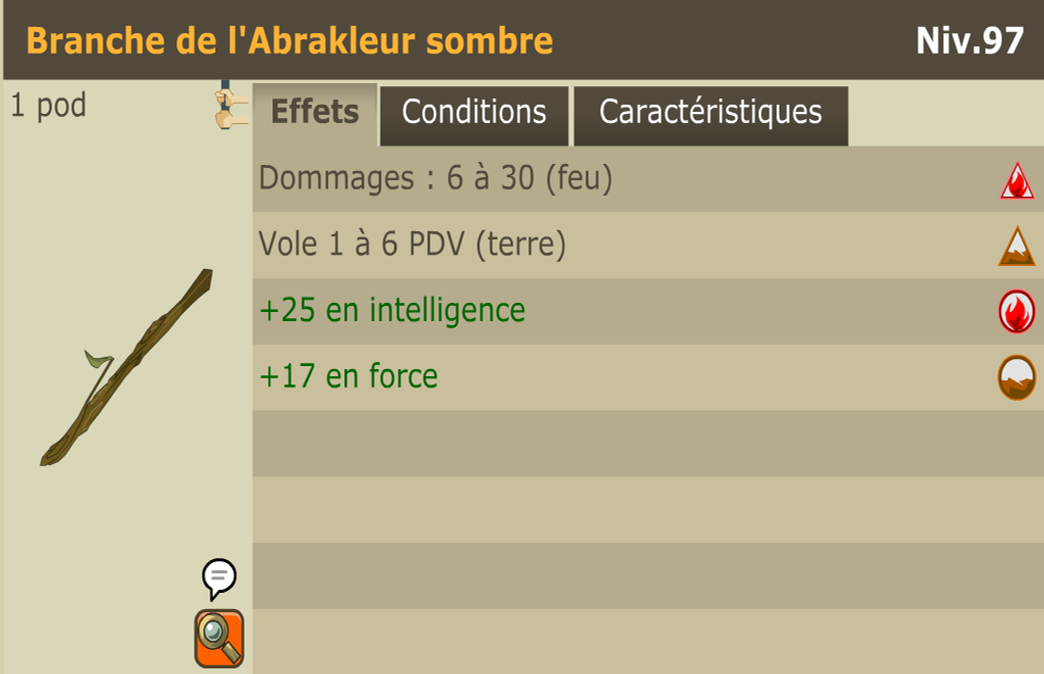 Branche de l'Abrakleur sombre Niv.97
1 pod
Effets Conditions Caractéristiques
Dommages : 6 à 30 (feu)
Vole 1 à 6 PDV (terre)
+25 en intelligence
+17 en force